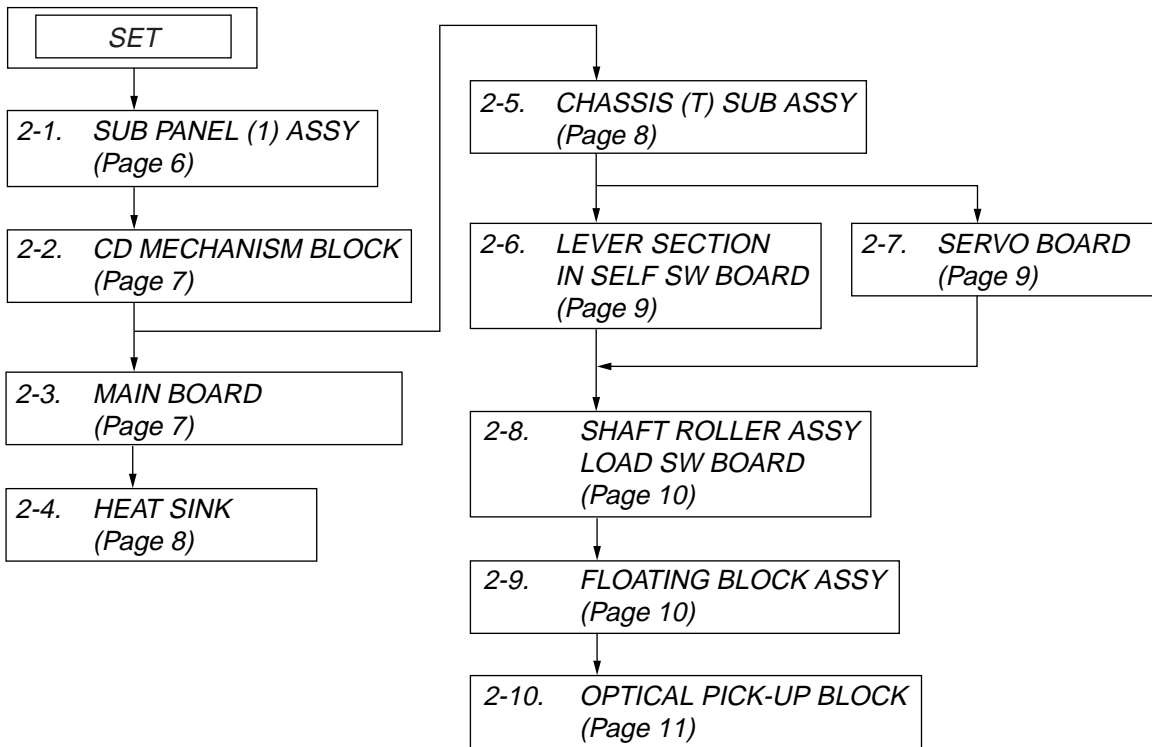 SET
2-1. SUB PANEL (1) ASSY
(Page 6)
2-2. CD MECHANISM BLOCK
(Page 7)
2-3. MAIN BOARD
(Page 7)
2-4. HEAT SINK
(Page 8)
2-5. CHASSIS (T) SUB ASSY
(Page 8)
2-6. LEVER SECTION
IN SELF SW BOARD
(Page 9)
2-7. SERVO BOARD
(Page 9)
2-8. SHAFT ROLLER ASSY
LOAD SW BOARD
(Page 10)
2-9. FLOATING BLOCK ASSY
(Page 10)
2-10. OPTICAL PICK-UP BLOCK
(Page 11)